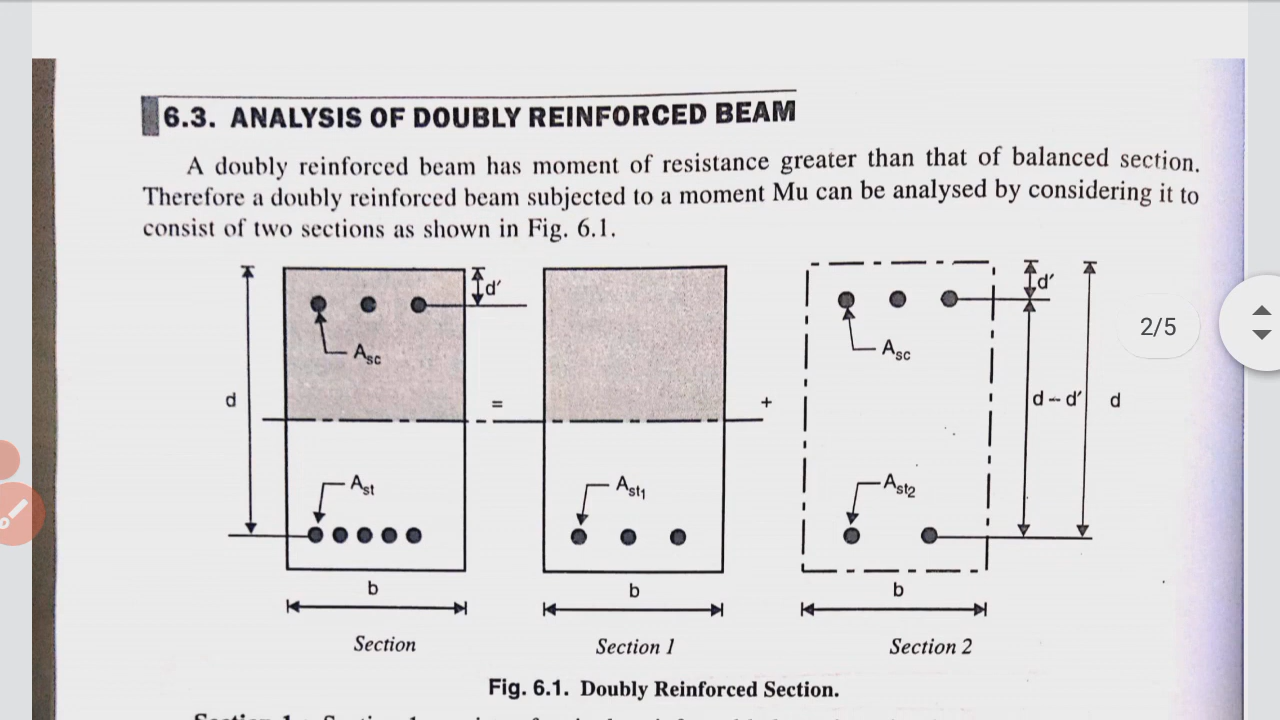 6.3. ANALYSIS OF DOUBLY REINFORCED BEAM
A doubly reinforced beam has moment of resistance greater than that of balanced section.
Therefore a doubly reinforced beam subjected to a moment Mu can be analysed by considering it to
consist of two sections as shown in Fig. 6.1.
d′
Asc
d
=
Ast
b
Section
+
Ast1
b
Section 1
d′
Asc
d – d′
d
Ast2
b
Section 2
2/5
Fig. 6.1. Doubly Reinforced Section.